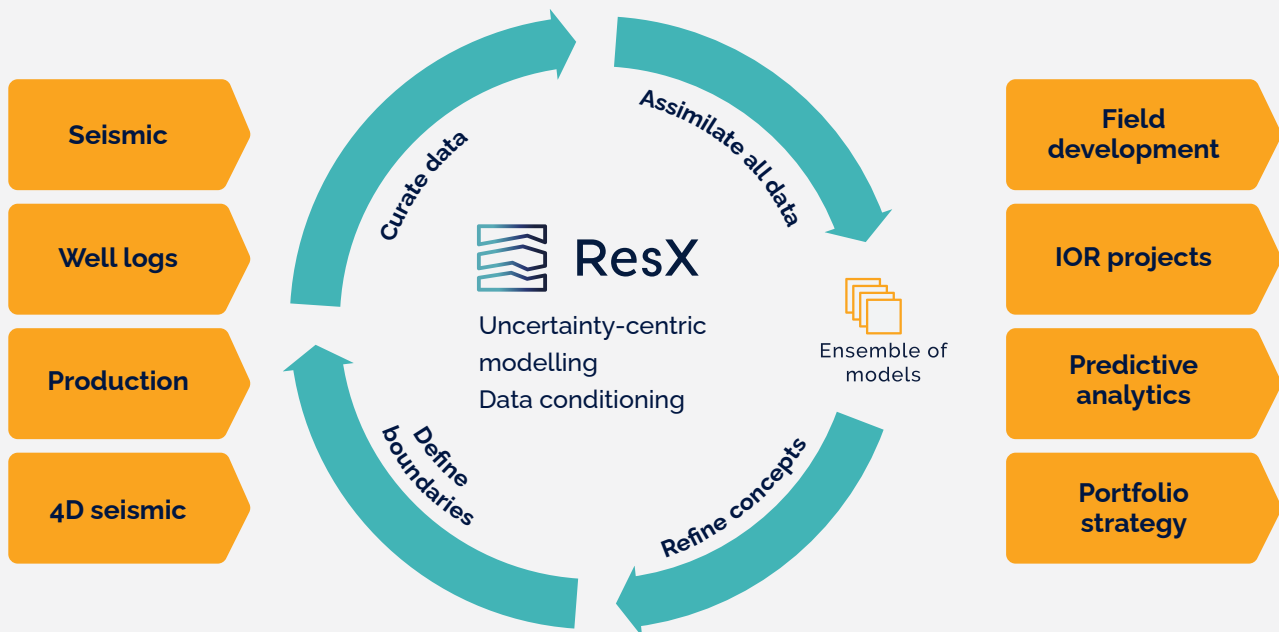 Seismic
Well logs
Production
4D seismic
Curate data
Assimilate all data
ResX
Uncertainty-centric
modelling
Data conditioning
Ensemble of
models
Refine concepts
Define
boundaries
Field
development
IOR projects
Predictive
analytics
Portfolio
strategy